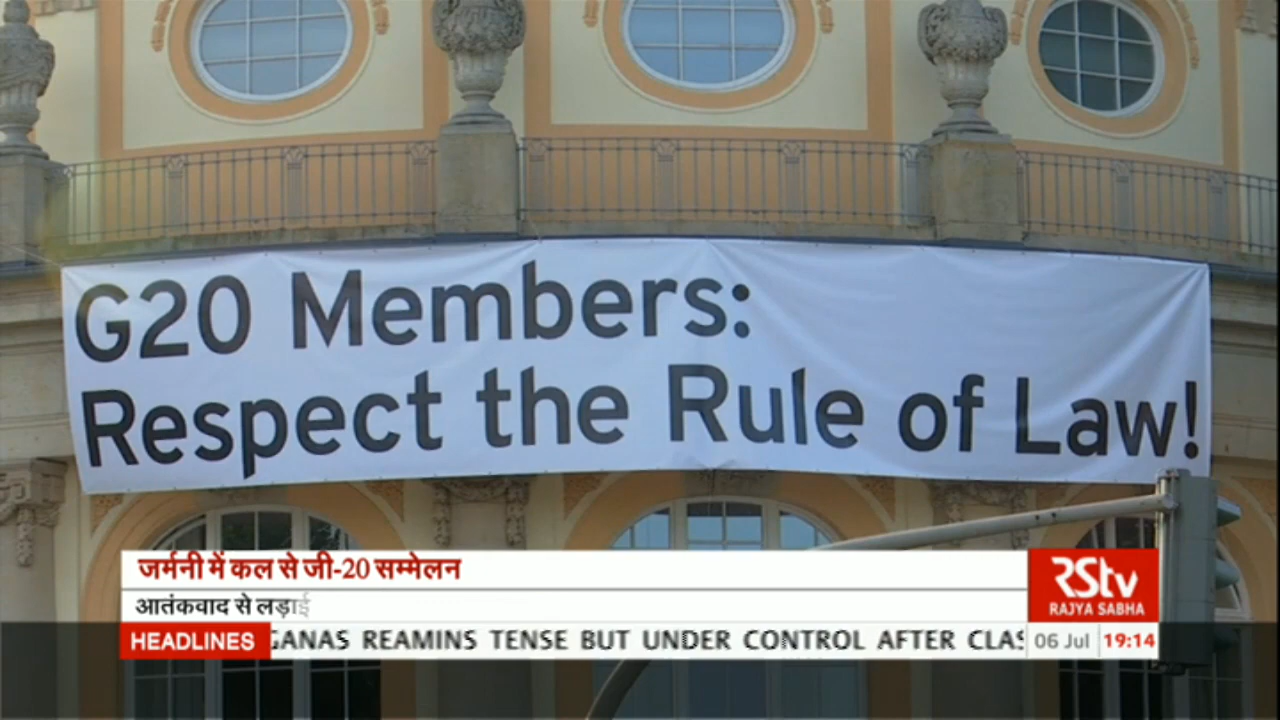 G20 Members:
Respect the Rule of Law!
जर्मनी में कल से जी-20 सम्मेलन
आतंकवाद से लड़ाई
RStv
RAJYA SABHA
HEADLINES
GANAS REAMINS TENSE BUT UNDER CONTROL AFTER CLAS
06 Jul 19:14